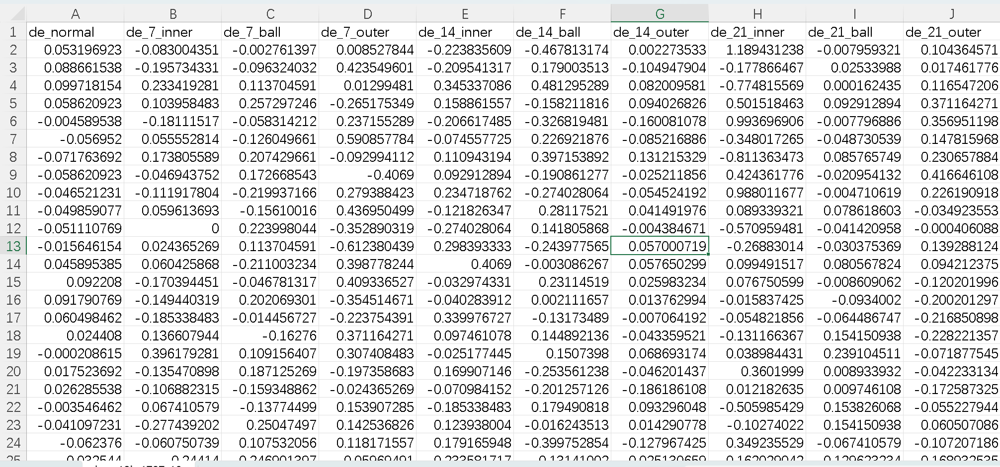 A B C D E F G H I J
1 de_normal de_7_inner de_7_ball de_7_outer de_14_inner de_14_ball de_14_outer de_21_inner de_21_ball de_21_outer
2 0.053196923 -0.083004351 -0.002761397 0.008527844 -0.223835609 -0.467813174 0.002273533 1.189431238 -0.007959321 0.104364571
3 0.088661538 -0.195734331 -0.096324032 0.423549601 -0.209541317 0.179003513 -0.104947904 -0.177866467 0.02533988 0.017461776
4 0.099718154 0.233419281 0.113704591 0.01299481 0.345337086 0.481295289 0.082009581 -0.774815569 0.000162435 0.116547206
5 0.058620923 0.103958483 0.257297246 -0.265175349 0.158861557 -0.158211816 0.094026826 0.501518463 0.092912894 0.371164271
6 -0.004589538 -0.18111517 -0.058314212 0.237155289 -0.206617485 -0.326819481 -0.160081078 0.993696906 -0.007796886 0.356951198
7 -0.056952 0.055552814 -0.126049661 0.590857784 -0.074557725 0.226921876 -0.085216886 -0.348017265 -0.048730539 0.147815968
8 -0.071763692 0.173805589 0.207429661 -0.092994112 0.110943194 0.397153892 0.131215329 -0.811363473 0.085765749 0.230657884
9 -0.058620923 -0.046943752 0.172668543 -0.4069 0.092912894 -0.190861277 -0.025211856 0.424361776 -0.020954132 0.416646108
10 -0.046521231 -0.111917804 -0.219937166 0.279388423 0.234718762 -0.274028064 -0.054524192 0.988011677 -0.004710619 0.226190918
11 -0.049859077 0.059613693 -0.15610016 0.436950499 -0.121826347 0.28117521 0.041491976 0.089339321 0.078618603 -0.034923553
12 -0.051110769 0 0.223998044 -0.352890319 -0.274028064 0.141805868 -0.004384671 -0.570959481 -0.041420958 -0.000406088
13 -0.015646154 0.024365269 0.113704591 -0.612380439 0.298393333 -0.243977565 0.057000719 -0.26883014 -0.030375369 0.139288124
14 0.045895385 0.060425868 -0.211003234 0.398778244 0.4069 -0.003086267 0.057650299 0.099491517 0.080567824 0.094212375
15 0.092208 -0.170394451 -0.046781317 0.409336527 -0.032974331 0.23114519 0.025983234 0.076750599 -0.008609062 -0.120201996
16 0.091790769 -0.149440319 0.202069301 -0.354514671 -0.040283912 0.002111657 0.013762994 -0.015837425 -0.0934002 -0.200201297
17 0.060498462 -0.185338483 -0.014456727 -0.223754391 0.339976727 -0.13173489 -0.007064192 -0.054821856 -0.064486747 -0.216850898
18 0.024408 0.136607944 -0.16276 0.371164271 0.097461078 0.144892136 -0.043359521 -0.131166367 0.154150938 -0.228221357
19 -0.000208615 0.396179281 0.109156407 0.307408483 -0.025177445 0.1507398 0.068693174 0.038984431 0.239104511 -0.071877545
20 0.017523692 -0.135470898 0.187125269 -0.197358683 0.169907146 -0.253561238 -0.046201437 0.3601999 0.008933932 -0.042233134
21 0.026285538 -0.106882315 -0.159348862 -0.024365269 -0.070984152 -0.201257126 -0.186186108 0.012182635 0.009746108 -0.172587325
22 -0.003546462 0.067410579 -0.13774499 0.153907285 -0.185338483 0.179490818 0.093296048 -0.505985429 0.153826068 -0.055227944
23 -0.041097231 -0.277439202 0.25047497 0.142536826 0.123938004 -0.016243513 0.014290778 -0.10274022 0.154150938 0.060507086
24 -0.062376 -0.060750739 0.107532056 0.118171557 0.179165948 -0.399752854 -0.127967425 0.349235529 -0.067410579 -0.107207186
25